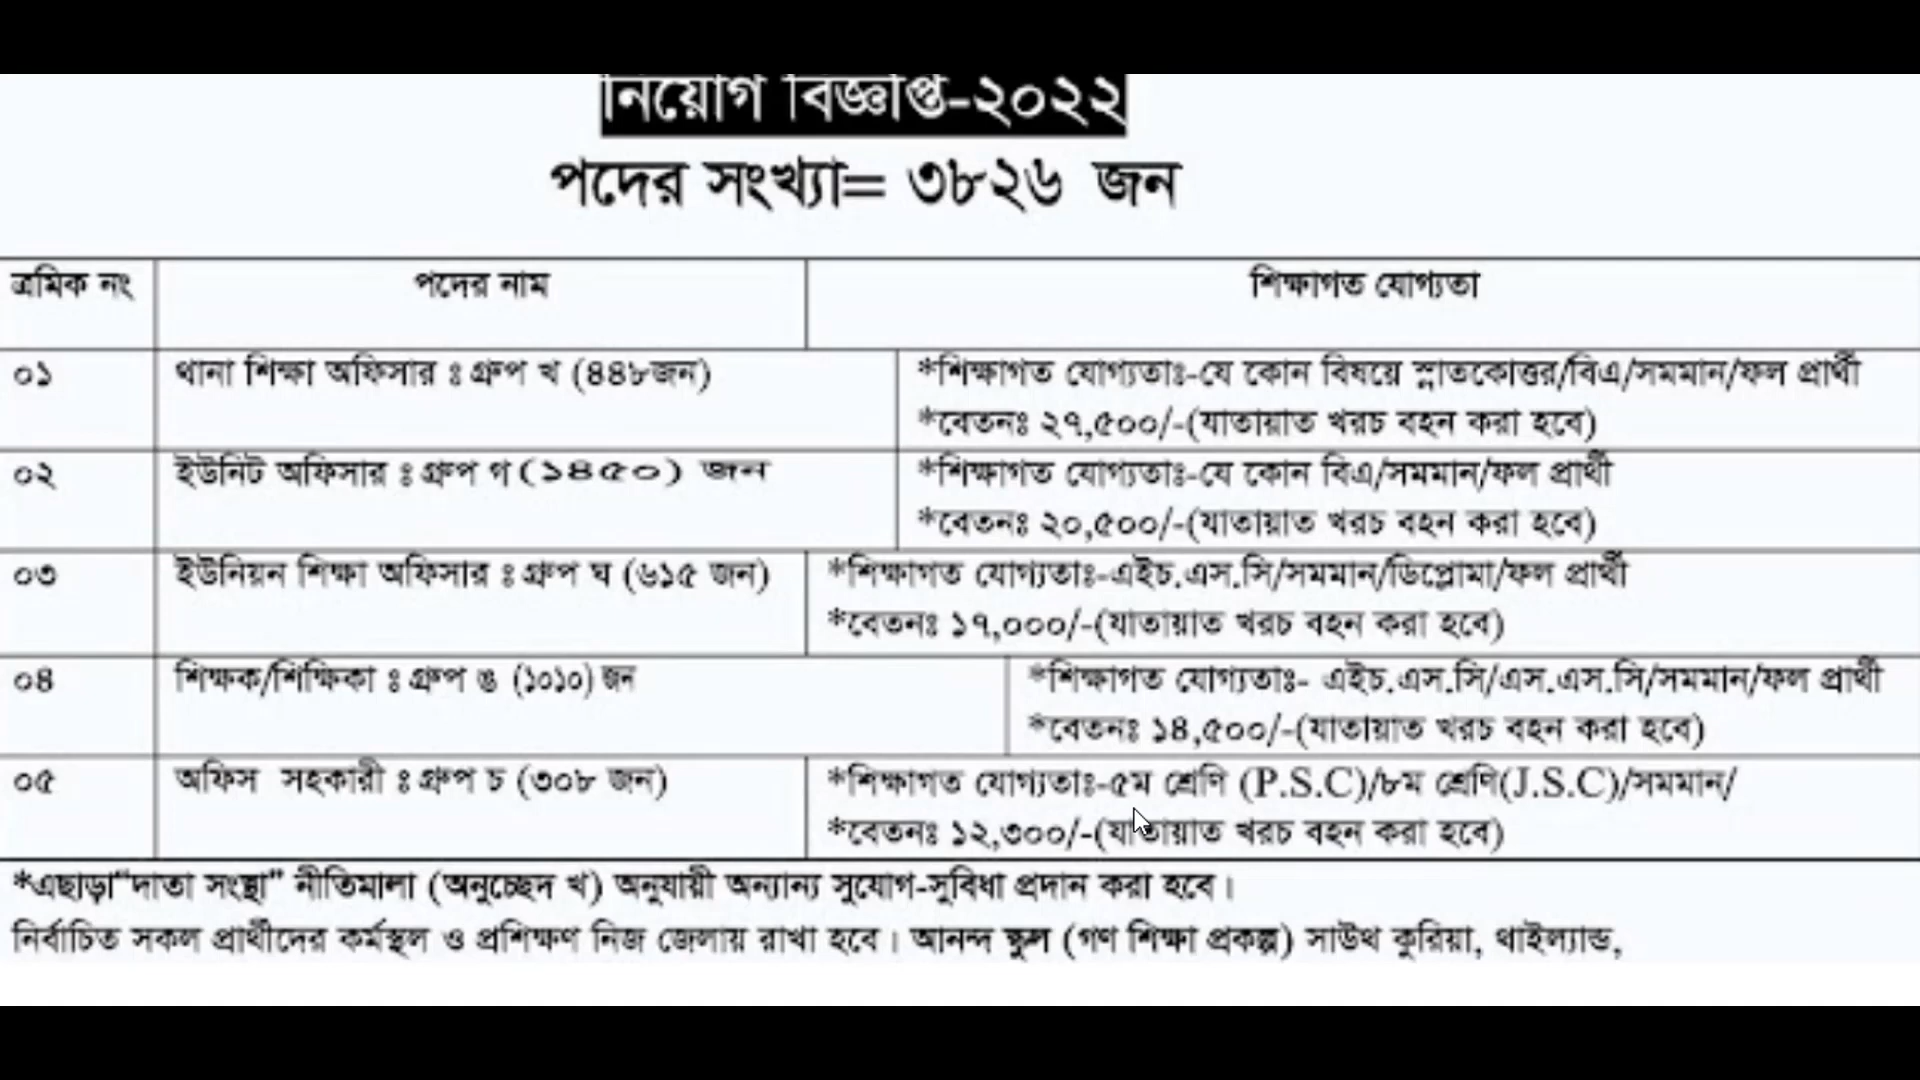 নিয়োগ বিজ্ঞপ্তি-২০২২
পদের সংখ্যা= ৩৮২৬ জন
ক্রমিক নং পদের নাম শিক্ষাগত যোগ্যতা
০১ থানা শিক্ষা অফিসার ঃ গ্রুপ খ (৪৪৮জন) *শিক্ষাগত যোগ্যতাঃ-যে কোন বিষয়ে স্নাতকোত্তর/বিএ/সমমান/ফল প্রার্থী
*বেতনঃ ২৭,৫০০/-(যাতায়াত খরচ বহন করা হবে)
০২ ইউনিট অফিসার ঃ গ্রুপ গ (১৪৫০) জন *শিক্ষাগত যোগ্যতাঃ-যে কোন বিএ/সমমান/ফল প্রার্থী
*বেতনঃ ২০,৫০০/-(যাতায়াত খরচ বহন করা হবে)
০৩ ইউনিয়ন শিক্ষা অফিসার ঃ গ্রুপ ঘ (৬১৫ জন) *শিক্ষাগত যোগ্যতাঃ-এইচ.এস.সি/সমমান/ডিপ্লোমা/ফল প্রার্থী
*বেতনঃ ১৭,০০০/-(যাতায়াত খরচ বহন করা হবে)
০৪ শিক্ষক/শিক্ষিকা ঃ গ্রুপ ঙ (১০১০) জন *শিক্ষাগত যোগ্যতাঃ- এইচ.এস.সি/এস.এস.সি/সমমান/ফল প্রার্থী
*বেতনঃ ১৪,৫০০/-(যাতায়াত খরচ বহন করা হবে)
০৫ অফিস সহকারী ঃ গ্রুপ চ (৩০৮ জন) *শিক্ষাগত যোগ্যতাঃ-৫ম শ্রেণি (P.S.C)/৮ম শ্রেণি(J.S.C)/সমমান/
*বেতনঃ ১২,৩০০/-(যাতায়াত খরচ বহন করা হবে)
*এছাড়া“দাতা সংস্থা" নীতিমালা (অনুচ্ছেদ খ) অনুযায়ী অন্যান্য সুযোগ-সুবিধা প্রদান করা হবে।
নির্বাচিত সকল প্রার্থীদের কর্মস্থল ও প্রশিক্ষণ নিজ জেলায় রাখা হবে। আনন্দ স্কুল (গণ শিক্ষা প্রকল্প) সাউথ কুরিয়া, থাইল্যান্ড,